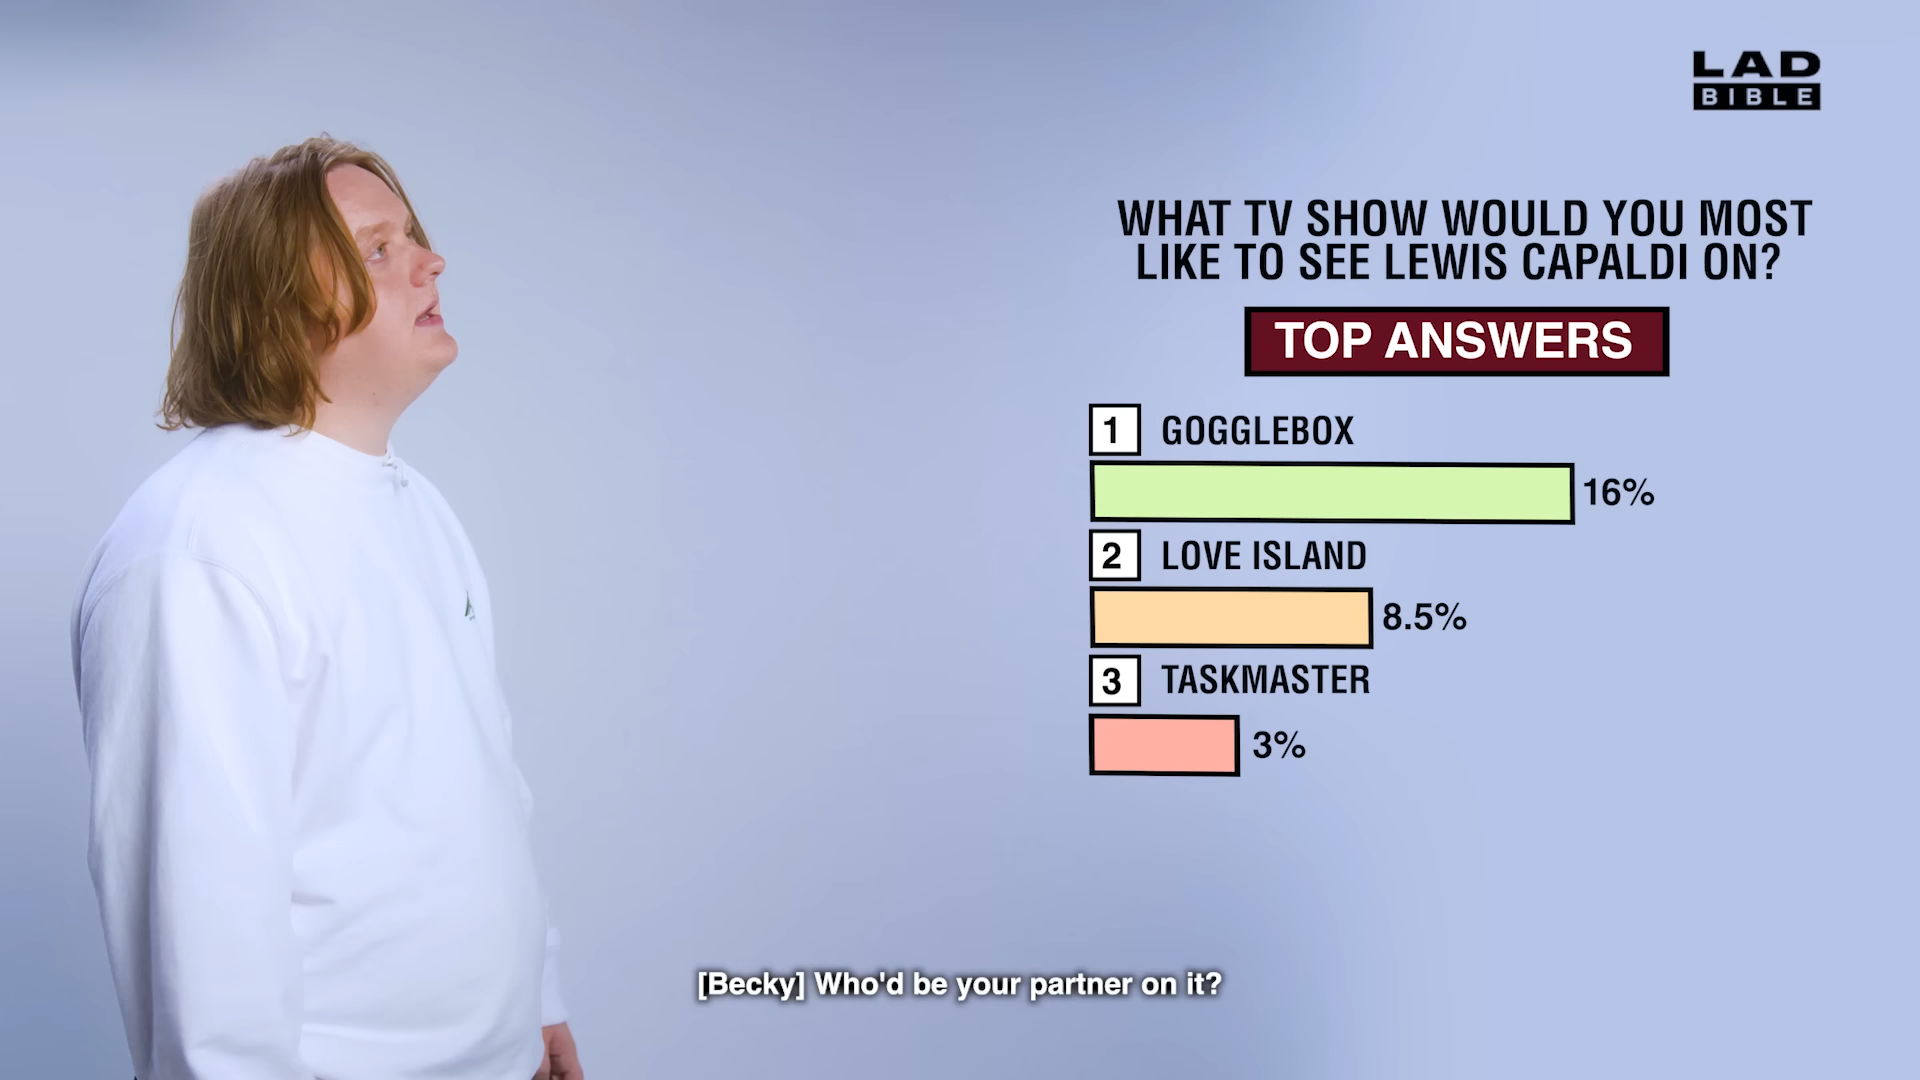 LAD
BIBLE
WHAT TV SHOW WOULD YOU MOST
LIKE TO SEE LEWIS CAPALDI ON?
TOP ANSWERS
1 GOGGLEBOX
16%
2 LOVE ISLAND
8.5%
3 TASKMASTER
3%
[Becky] Who'd be your partner on it?